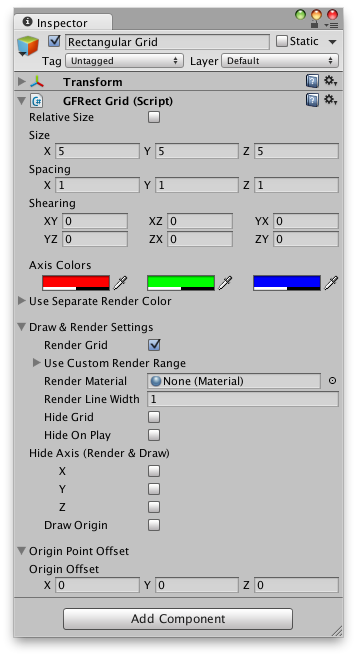 Inspector
Rectangular Grid Static
Tag Untagged Layer Default
Transform
GFRect Grid (Script)
Relative Size
Size
X 5 Y 5 Z 5
Spacing
X 1 Y 1 Z 1
Shearing
XY 0 XZ 0 YX 0
YZ 0 ZX 0 ZY 0
Axis Colors
Use Separate Render Color
Draw & Render Settings
Render Grid
Use Custom Render Range
Render Material None (Material)
Render Line Width 1
Hide Grid
Hide On Play
Hide Axis (Render & Draw)
X
Y
Z
Draw Origin
Origin Point Offset
Origin Offset
X 0 Y 0 Z 0
Add Component